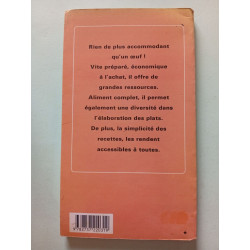 Rien de plus accommodant
qu'un œuf !
Vite préparé, économique
à l'achat, il offre de
grandes ressources.
Aliment complet, il permet
également une diversité dans
l'élaboration des plats.
De plus, la simplicité des
recettes, les rendent
accessibles à toutes.